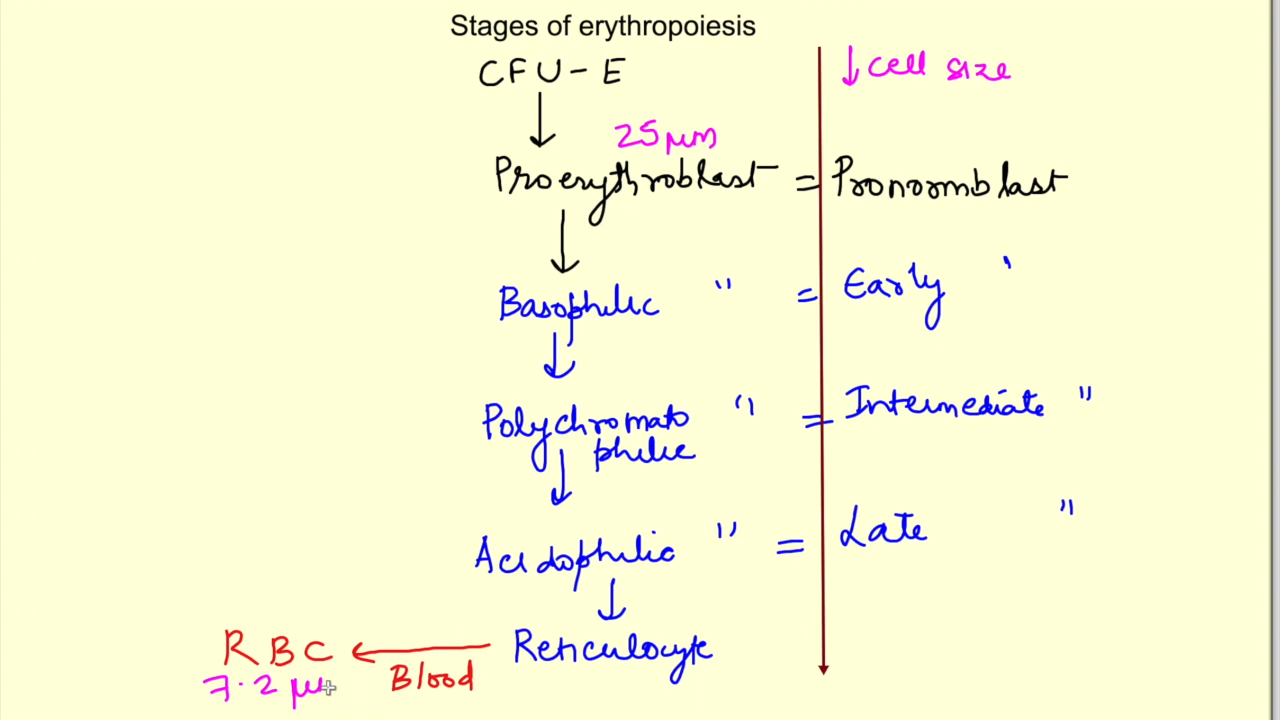 Stages of erythropoiesis
CFU-E
↓ cell size
25 μm
Proerythroblast = Pronormblast
Basophilic " = Early '
Polychromato " = Intermediate "
philic
Acidophilic " = Late "
Reticulocyte
RBC
Blood
7.2 μ